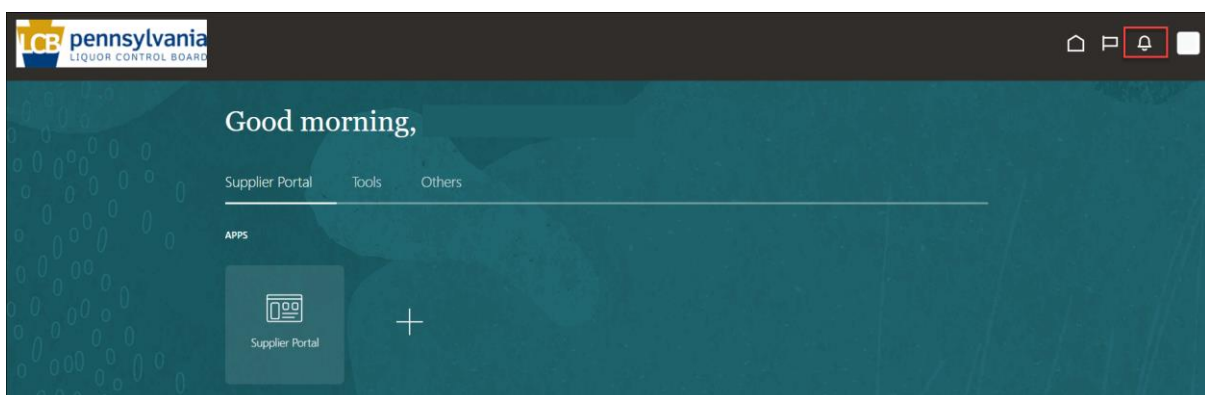 LCB pennsylvania
LIQUOR CONTROL BOARD
Good morning,
Supplier Portal Tools Others
APPS
Supplier Portal